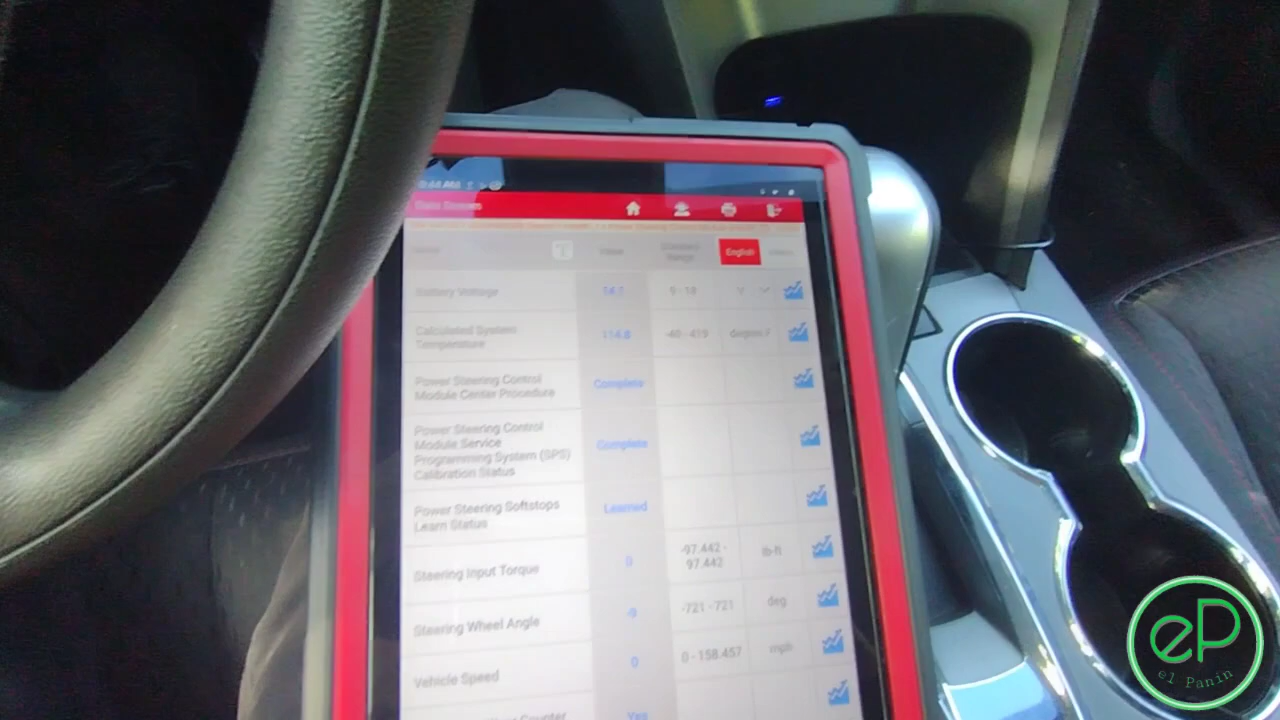 Data Stream
Value
Standard Range
English
Battery Voltage 9 - 18 V
Calculated System
Temperature 114.8 -40 - 419 degree F
Power Steering Control
Module Center Procedure Complete
Power Steering Control
Module Service
Programming System (SPS)
Calibration Status Complete
Power Steering Softstops
Learn Status Learned
Steering Input Torque 0 -97.442 -
97.442 lb-ft
Steering Wheel Angle -721 - 721 deg
Vehicle Speed 0 0 - 158.457 mph
Counter Yes
eP
el Panin